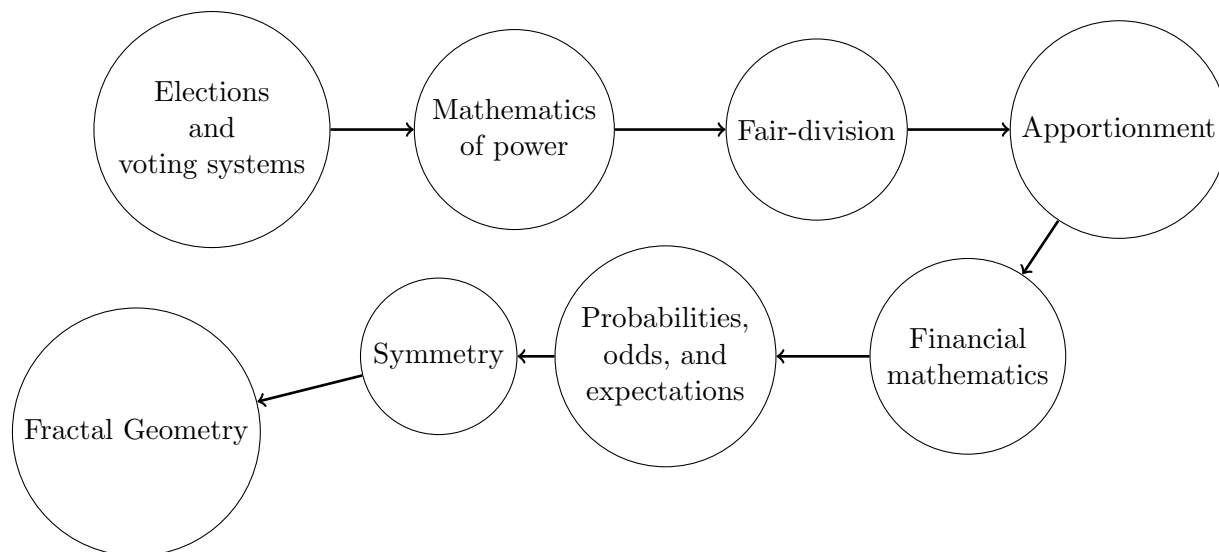 Elections
and
voting systems
Mathematics
of power
Fair-division
Apportionment
Financial
mathematics
Probabilities,
odds, and
expectations
Symmetry
Fractal Geometry